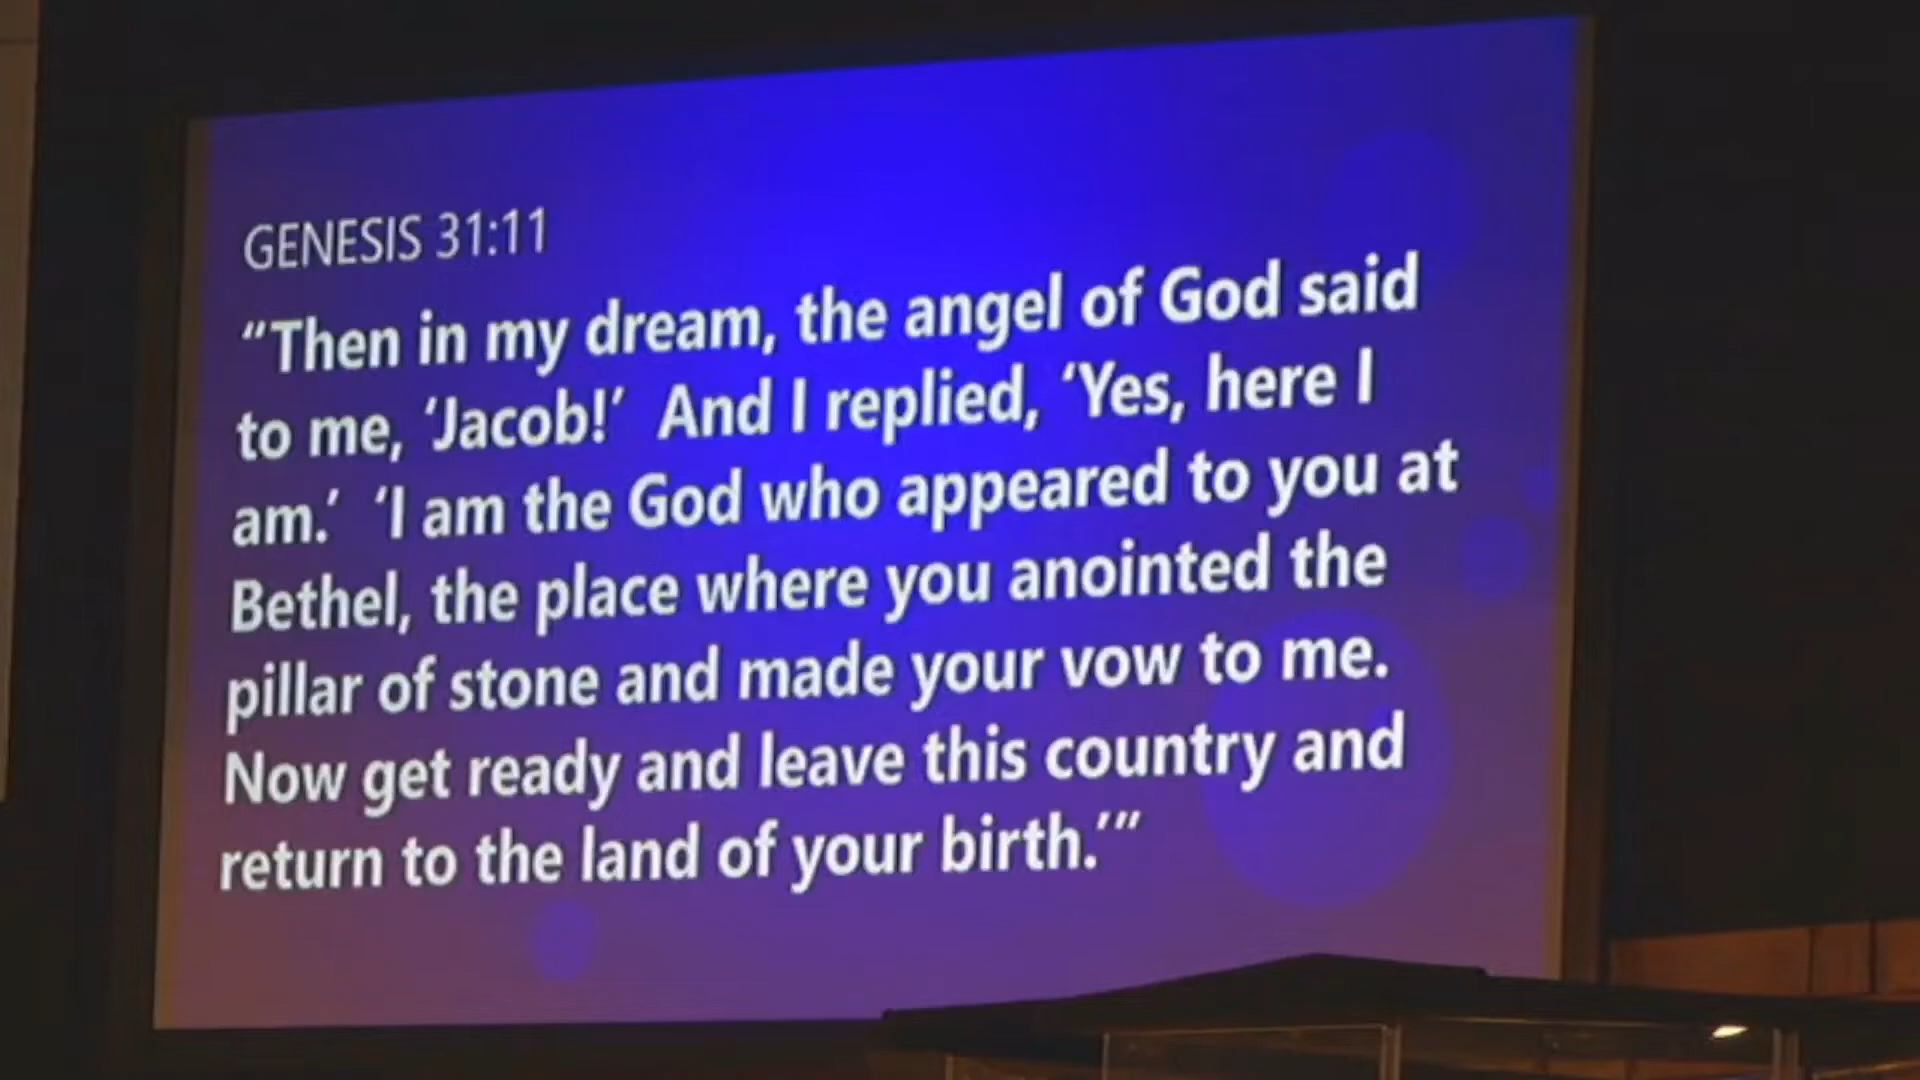 GENESIS 31:11
“Then in my dream, the angel of God said
to me, ‘Jacob!’ And I replied, ‘Yes, here I
am.’ ‘I am the God who appeared to you at
Bethel, the place where you anointed the
pillar of stone and made your vow to me.
Now get ready and leave this country and
return to the land of your birth.’”